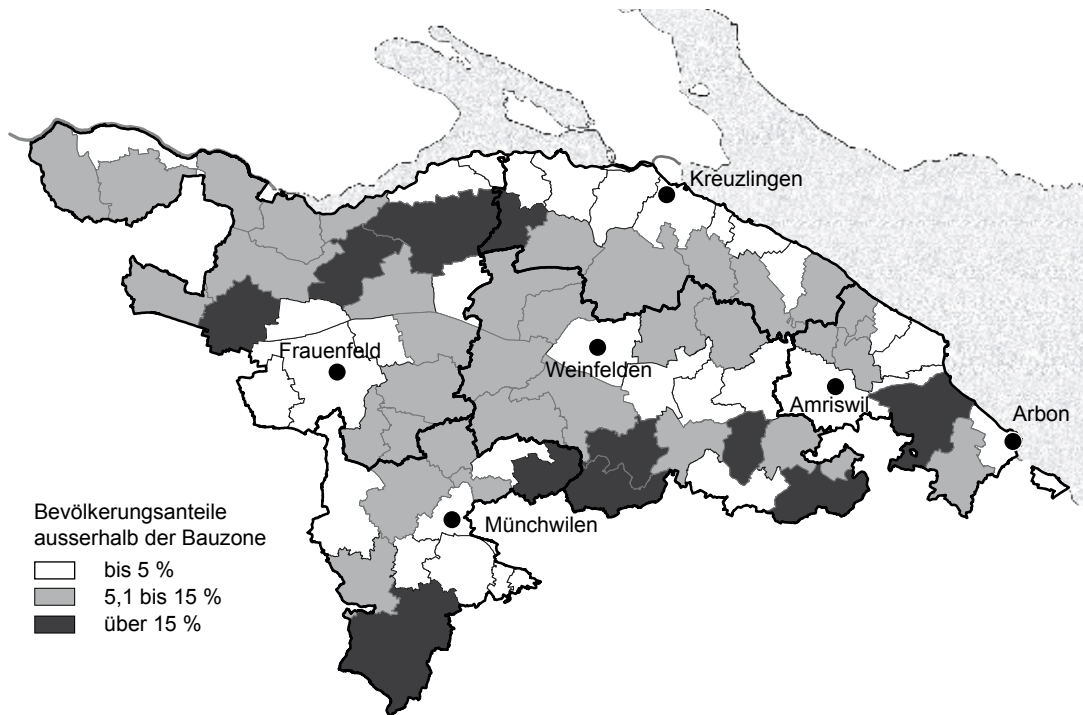 Kreuzlingen
Frauenfeld
Weinfelden
Amriswil
Arbon
Münchwilen
Bevölkerungsanteile
ausserhalb der Bauzone
bis 5 %
5,1 bis 15 %
über 15 %